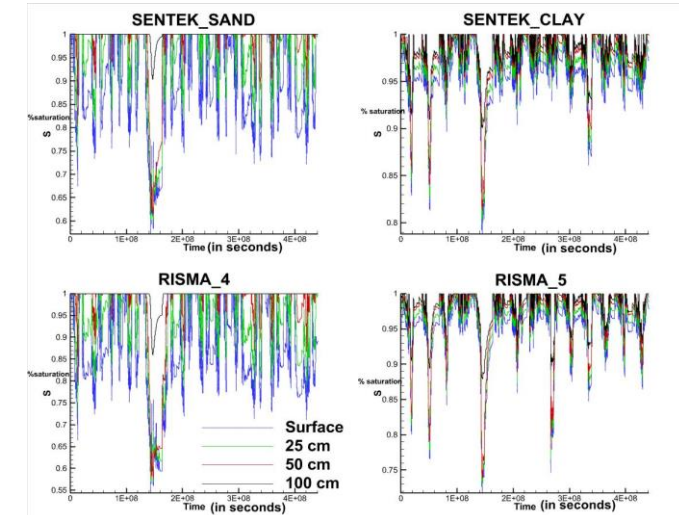 SENTEK_SAND
1
0.95
0.9
0.85
%saturation
0.8
S
0.75
0.7
0.65
0.6
0 1E+08 2E+08 3E+08 4E+08
Time (in seconds)
SENTEK_CLAY
1
0.95
% saturation
0.9
S
0.85
0.8
0 1E+08 2E+08 3E+08 4E+08
Time (in seconds)
RISMA_4
1
0.95
0.9
0.85
%saturation
0.8
S
0.75
0.7
0.65
0.6
0.55
0 1E+08 2E+08 3E+08 4E+08
Time (in seconds)
Surface
25 cm
50 cm
100 cm
RISMA_5
1
0.95
0.9
% saturation
0.85
S
0.8
0.75
0 1E+08 2E+08 3E+08 4E+08
Time (in seconds)